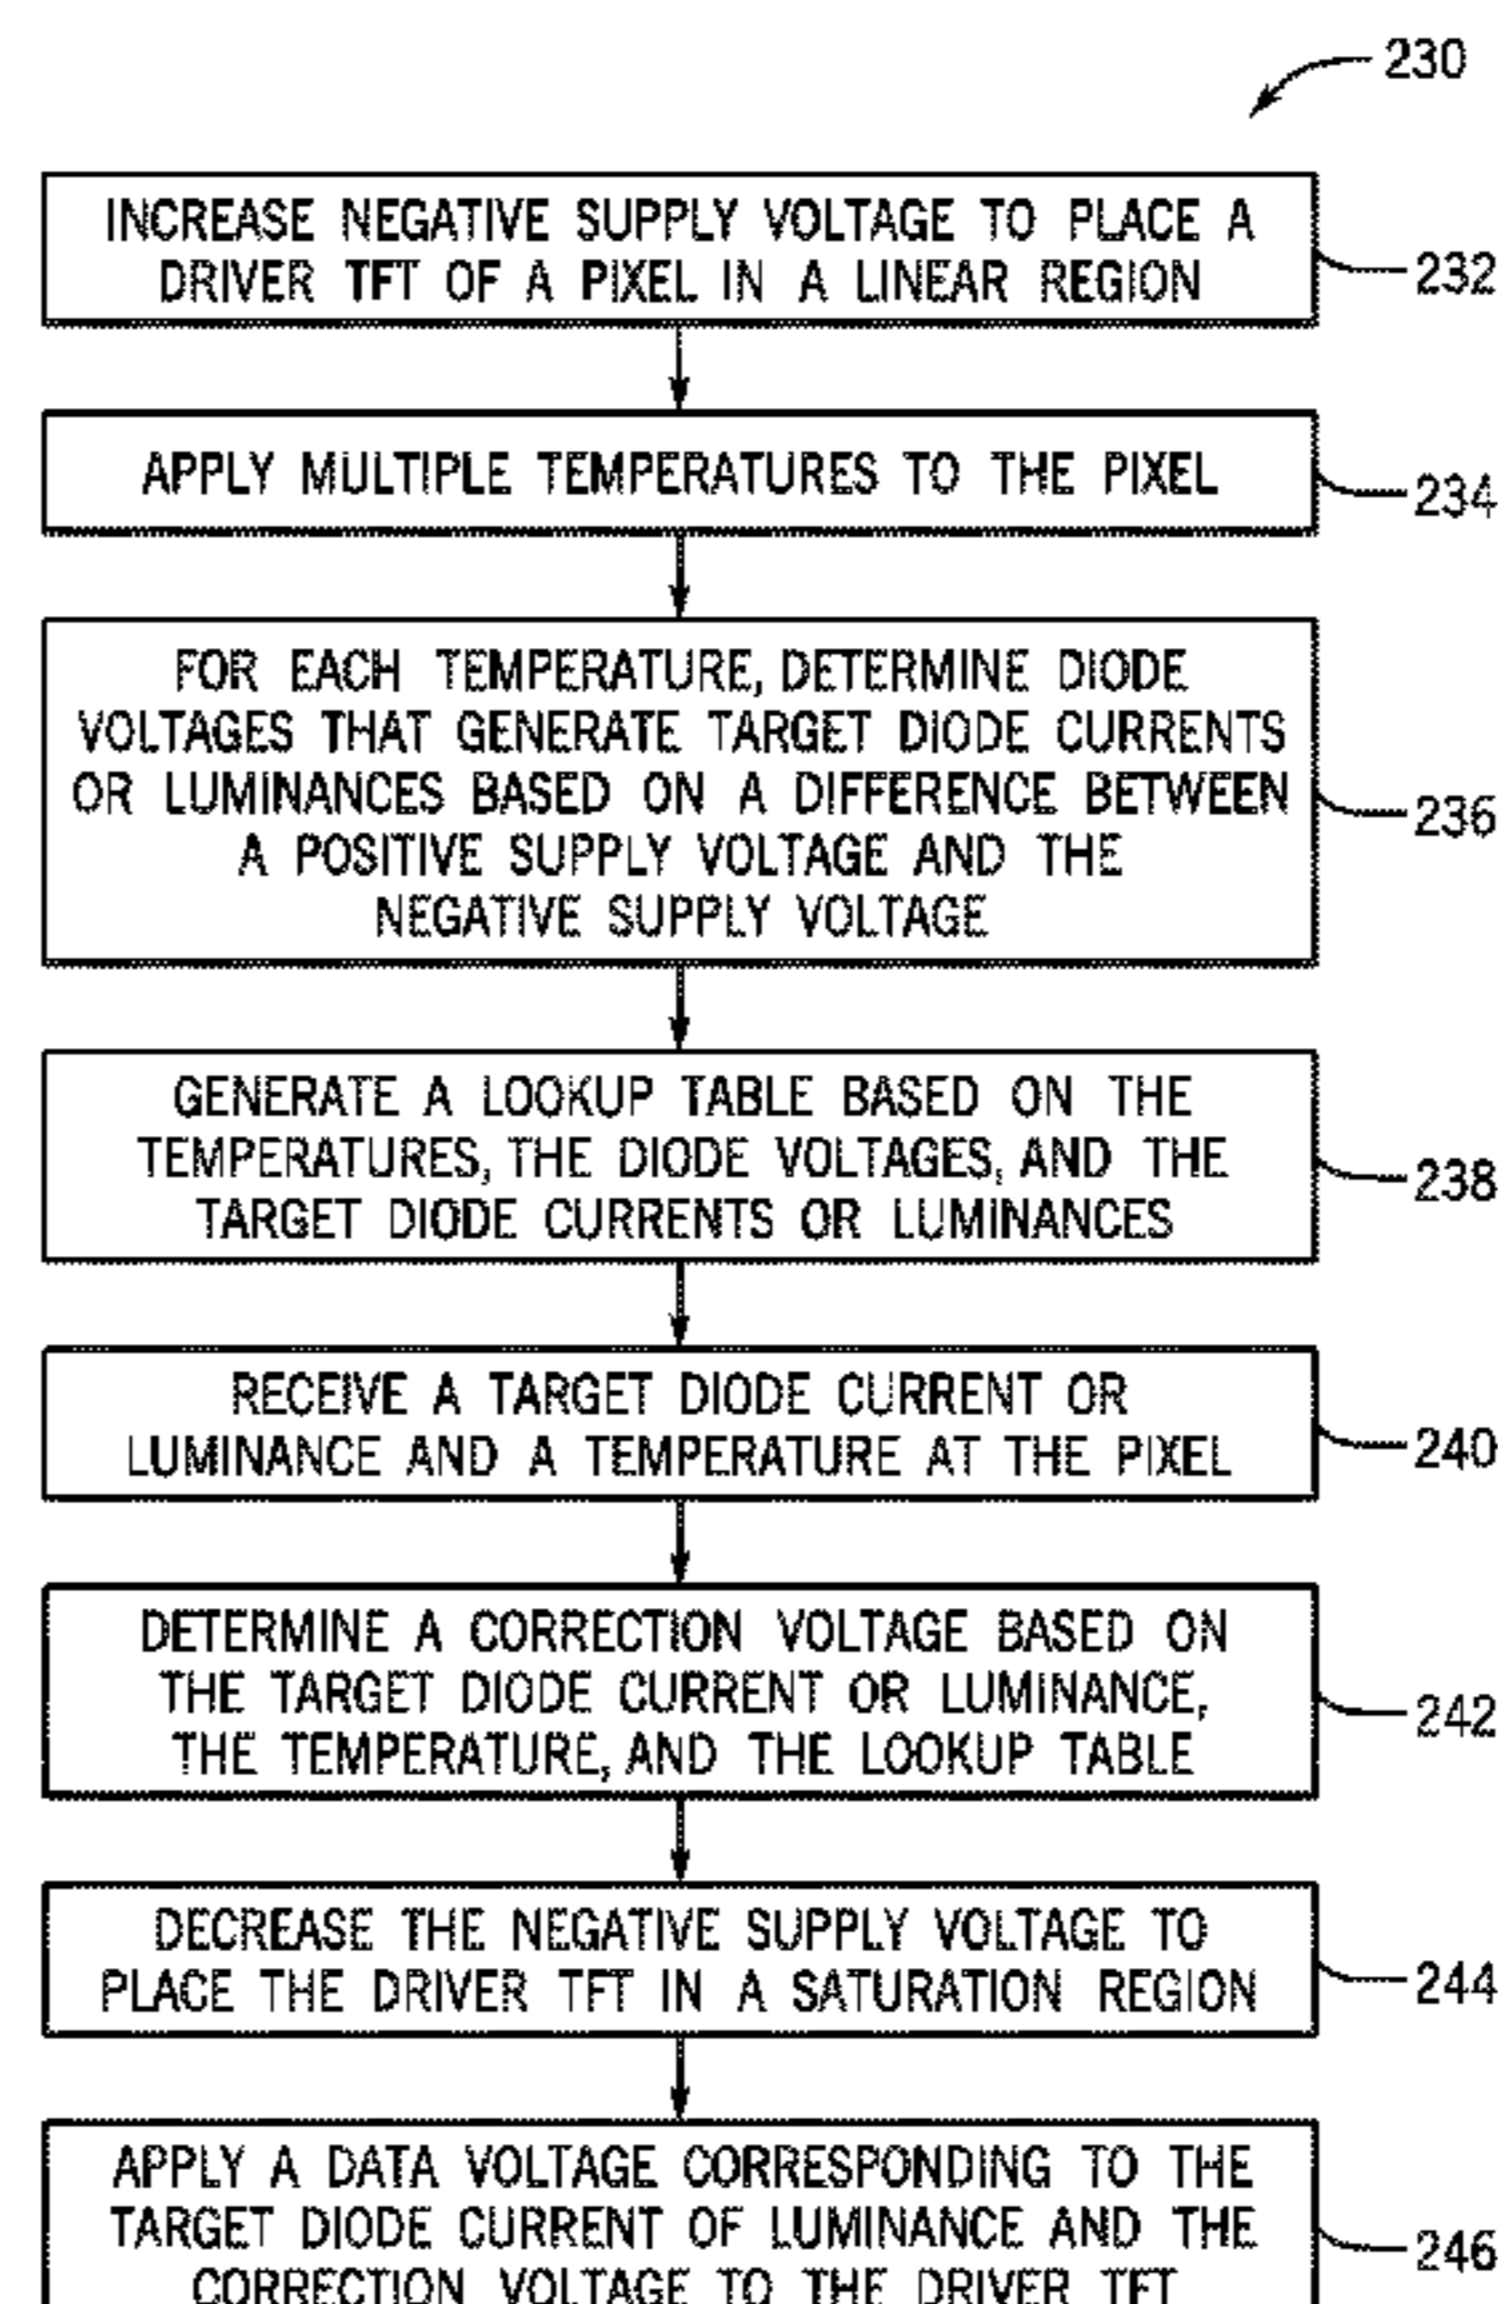 230
INCREASE NEGATIVE SUPPLY VOLTAGE TO PLACE A
DRIVER TFT OF A PIXEL IN A LINEAR REGION
232
APPLY MULTIPLE TEMPERATURES TO THE PIXEL
234
FOR EACH TEMPERATURE, DETERMINE DIODE
VOLTAGES THAT GENERATE TARGET DIODE CURRENTS
OR LUMINANCES BASED ON A DIFFERENCE BETWEEN
A POSITIVE SUPPLY VOLTAGE AND THE
NEGATIVE SUPPLY VOLTAGE
236
GENERATE A LOOKUP TABLE BASED ON THE
TEMPERATURES, THE DIODE VOLTAGES, AND THE
TARGET DIODE CURRENTS OR LUMINANCES
238
RECEIVE A TARGET DIODE CURRENT OR
LUMINANCE AND A TEMPERATURE AT THE PIXEL
240
DETERMINE A CORRECTION VOLTAGE BASED ON
THE TARGET DIODE CURRENT OR LUMINANCE,
THE TEMPERATURE, AND THE LOOKUP TABLE
242
DECREASE THE NEGATIVE SUPPLY VOLTAGE TO
PLACE THE DRIVER TFT IN A SATURATION REGION
244
APPLY A DATA VOLTAGE CORRESPONDING TO THE
TARGET DIODE CURRENT OF LUMINANCE AND THE
CORRECTION VOLTAGE TO THE DRIVER TFT
246